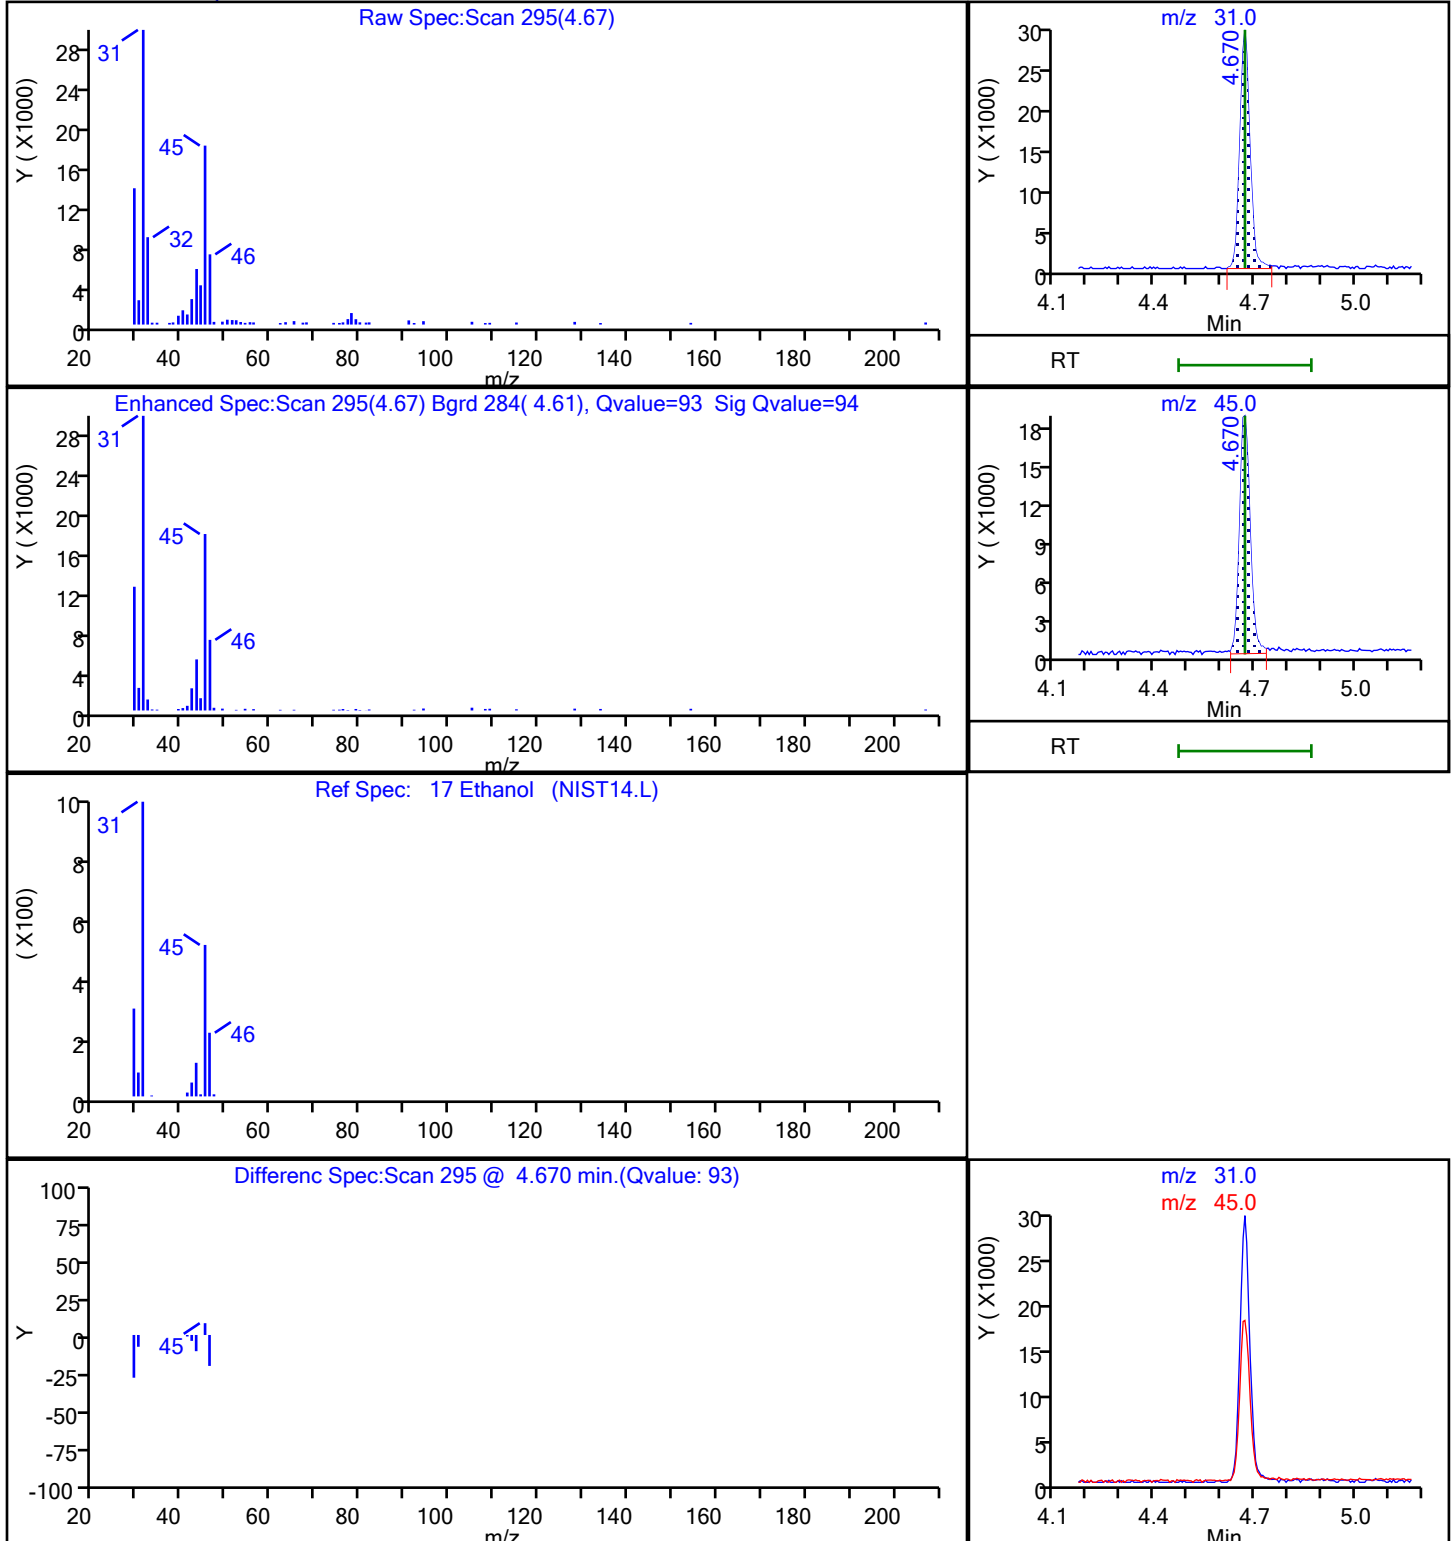 Raw Spec:Scan 295(4.67)
Y ( X1000)
28
24
20
16
12
8
4
0
31
45
32
46
20 40 60 80 100 120 140 160 180 200
m/z
m/z 31.0
Y ( X1000)
30
25
20
15
10
5
0
4.670
4.1 4.4 4.7 5.0
Min
RT
Enhanced Spec:Scan 295(4.67) Bgrd 284( 4.61), Qvalue=93 Sig Qvalue=94
Y ( X1000)
28
24
20
16
12
8
4
0
31
45
46
20 40 60 80 100 120 140 160 180 200
m/z
m/z 45.0
Y ( X1000)
18
15
12
9
6
3
0
4.670
4.1 4.4 4.7 5.0
Min
RT
Ref Spec: 17 Ethanol (NIST14.L)
( X100)
10
8
6
4
2
0
31
45
46
20 40 60 80 100 120 140 160 180 200
Differenc Spec:Scan 295 @ 4.670 min.(Qvalue: 93)
Y
100
75
50
25
0
-25
-50
-75
-100
45
20 40 60 80 100 120 140 160 180 200
m/z
m/z 31.0
m/z 45.0
Y ( X1000)
30
25
20
15
10
5
0
4.1 4.4 4.7 5.0
Min